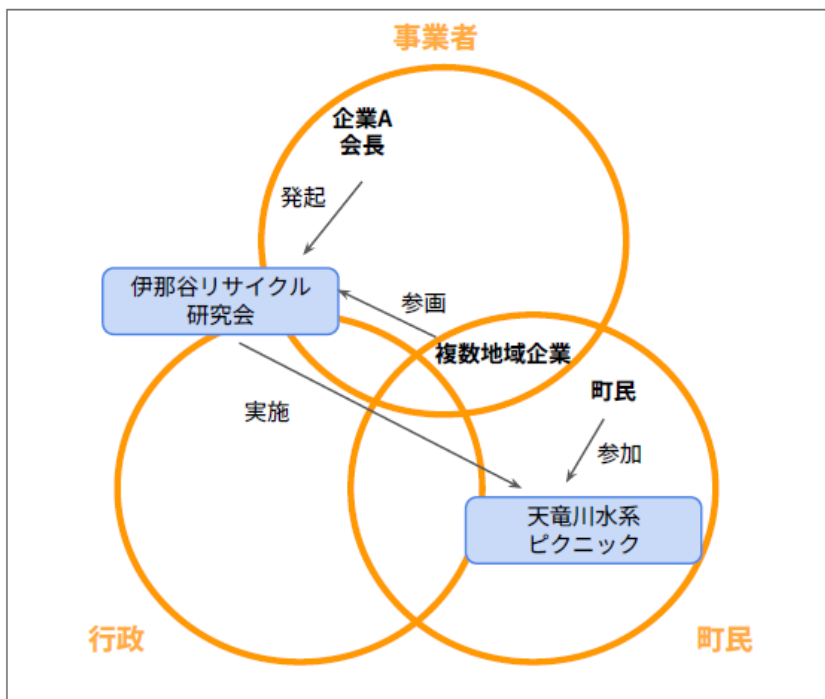 事業者
企業A
会長
発起
伊那谷リサイクル
研究会
参画
複数地域企業
町民
実施
参加
天竜川水系
ピクニック
行政
町民